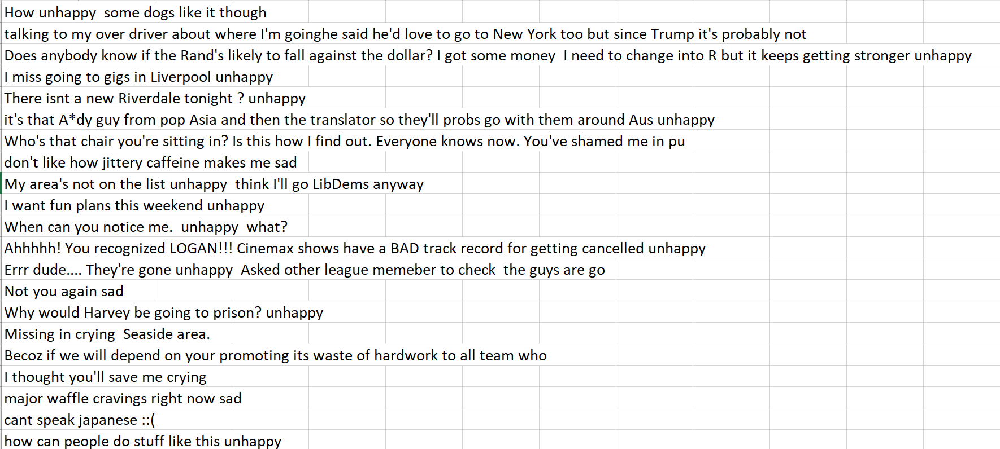 How unhappy  some dogs like it though
talking to my over driver about where I'm goinghe said he'd love to go to New York too but since Trump it's probably not
Does anybody know if the Rand's likely to fall against the dollar? I got some money  I need to change into R but it keeps getting stronger unhappy
I miss going to gigs in Liverpool unhappy
There isnt a new Riverdale tonight ? unhappy
it's that A*dy guy from pop Asia and then the translator so they'll probs go with them around Aus unhappy
Who's that chair you're sitting in? Is this how I find out. Everyone knows now. You've shamed me in pu
don't like how jittery caffeine makes me sad
My area's not on the list unhappy  think I'll go LibDems anyway
I want fun plans this weekend unhappy
When can you notice me.  unhappy  what?
Ahhhhh! You recognized LOGAN!!! Cinemax shows have a BAD track record for getting cancelled unhappy
Errr dude.... They're gone unhappy  Asked other league memeber to check  the guys are go
Not you again sad
Why would Harvey be going to prison? unhappy
Missing in crying  Seaside area.
Becoz if we will depend on your promoting its waste of hardwork to all team who
I thought you'll save me crying
major waffle cravings right now sad
cant speak japanese ::(
how can people do stuff like this unhappy